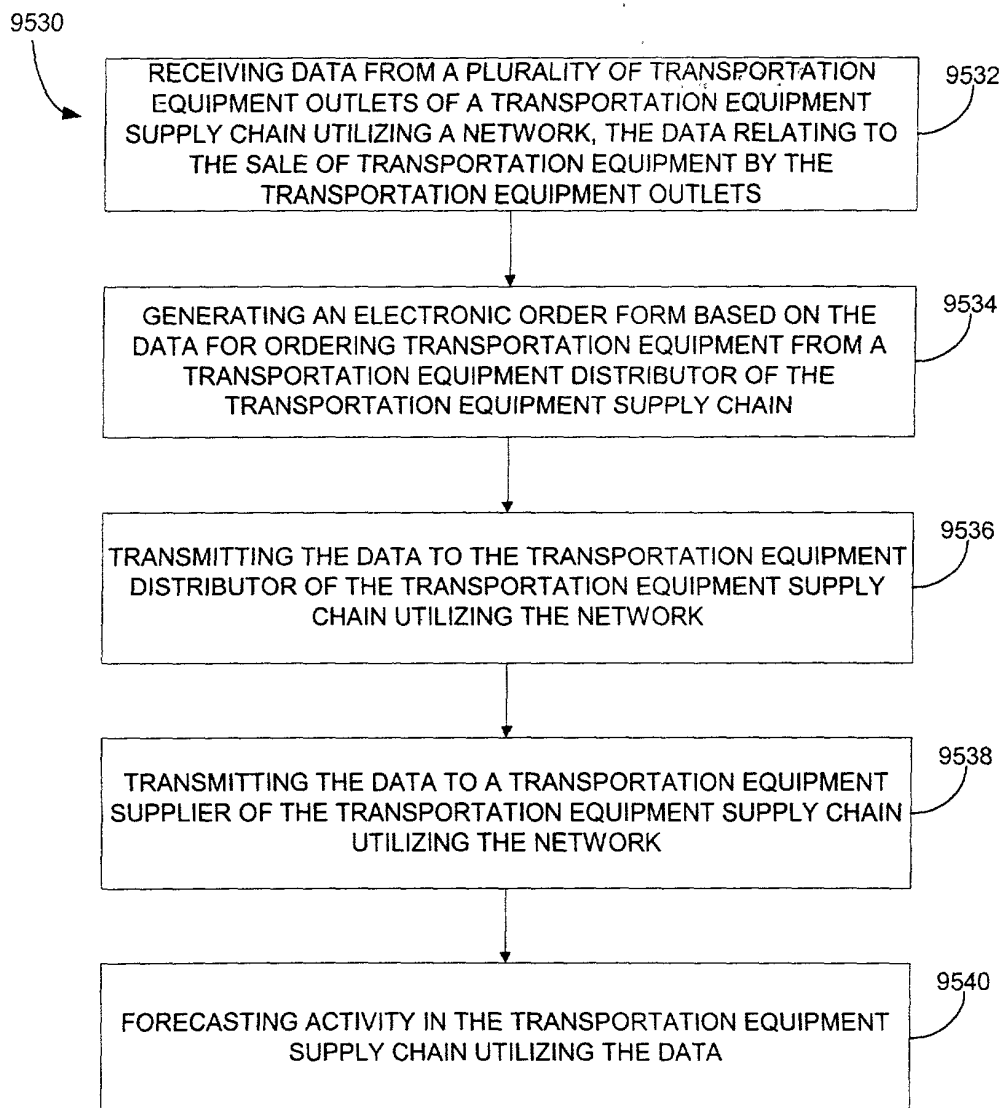 9530
RECEIVING DATA FROM A PLURALITY OF TRANSPORTATION
EQUIPMENT OUTLETS OF A TRANSPORTATION EQUIPMENT
SUPPLY CHAIN UTILIZING A NETWORK, THE DATA RELATING TO
THE SALE OF TRANSPORTATION EQUIPMENT BY THE
TRANSPORTATION EQUIPMENT OUTLETS
9532
GENERATING AN ELECTRONIC ORDER FORM BASED ON THE
DATA FOR ORDERING TRANSPORTATION EQUIPMENT FROM A
TRANSPORTATION EQUIPMENT DISTRIBUTOR OF THE
TRANSPORTATION EQUIPMENT SUPPLY CHAIN
9534
TRANSMITTING THE DATA TO THE TRANSPORTATION EQUIPMENT
DISTRIBUTOR OF THE TRANSPORTATION EQUIPMENT SUPPLY
CHAIN UTILIZING THE NETWORK
9536
TRANSMITTING THE DATA TO A TRANSPORTATION EQUIPMENT
SUPPLIER OF THE TRANSPORTATION EQUIPMENT SUPPLY CHAIN
UTILIZING THE NETWORK
9538
FORECASTING ACTIVITY IN THE TRANSPORTATION EQUIPMENT
SUPPLY CHAIN UTILIZING THE DATA
9540